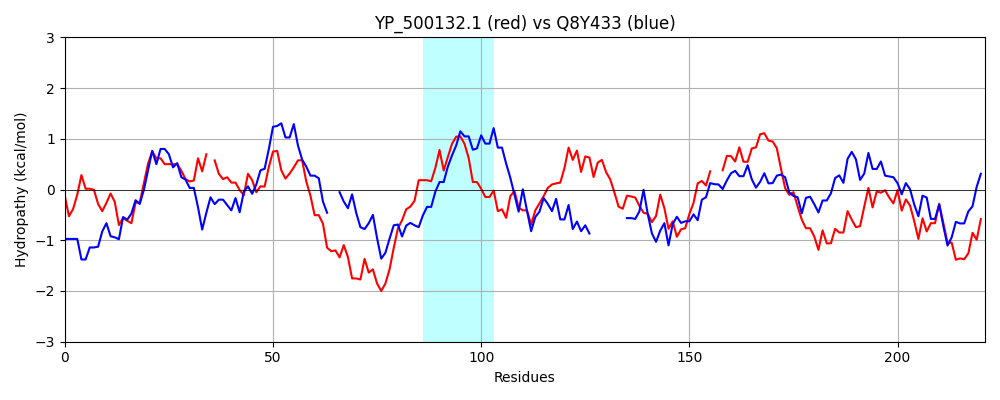 YP_500132.1 (red) vs Q8Y433 (blue)
Hydropathy (kcal/mol)
3
2
1
0
−1
−2
−3
0 50 100 150 200
Residues